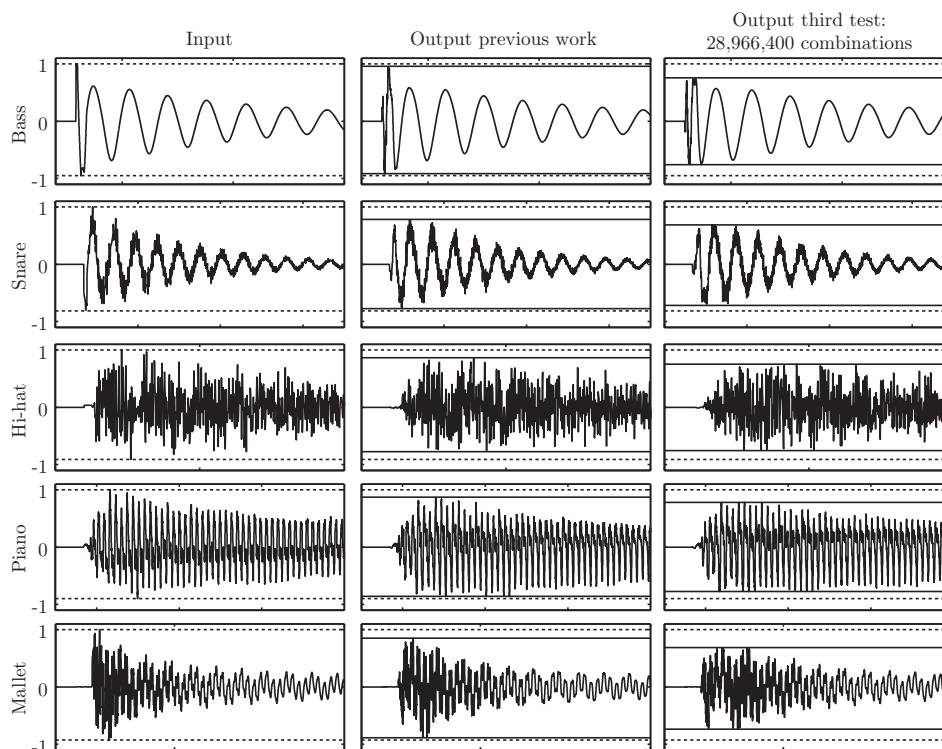 Output third test:
Input Output previous work 28,966,400 combinations
1
Bass
0
-1
1
Snare
0
-1
1
Hi-hat
0
-1
1
Piano
0
-1
1
Mallet
0
-1